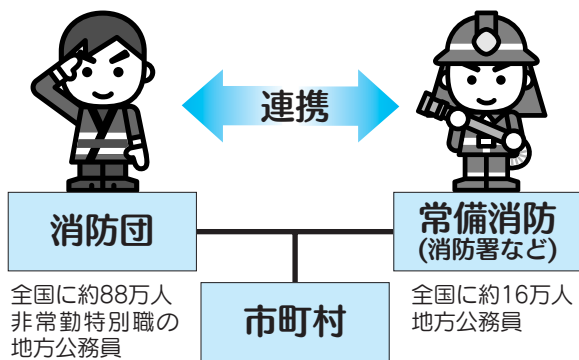 連携
消防団
常備消防
(消防署など)
全国に約88万人
非常勤特別職の
地方公務員
市町村
全国に約16万人
地方公務員